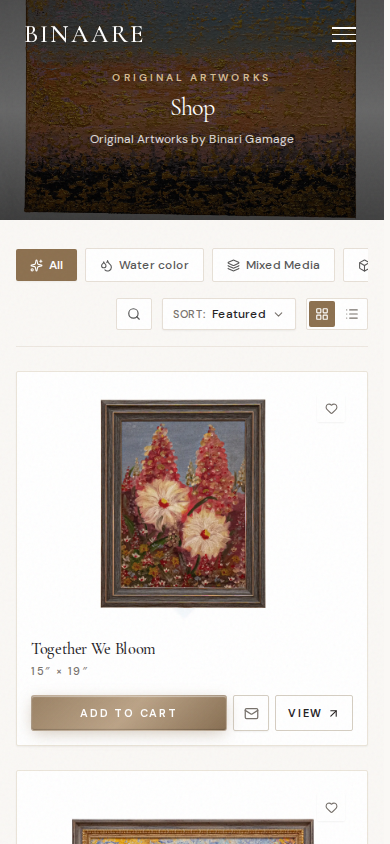 BINAARE
ORIGINAL ARTWORKS
Shop
Original Artworks by Binari Gamage
All
Water color
Mixed Media
SORT: Featured
Together We Bloom
15″ × 19″
ADD TO CART
VIEW